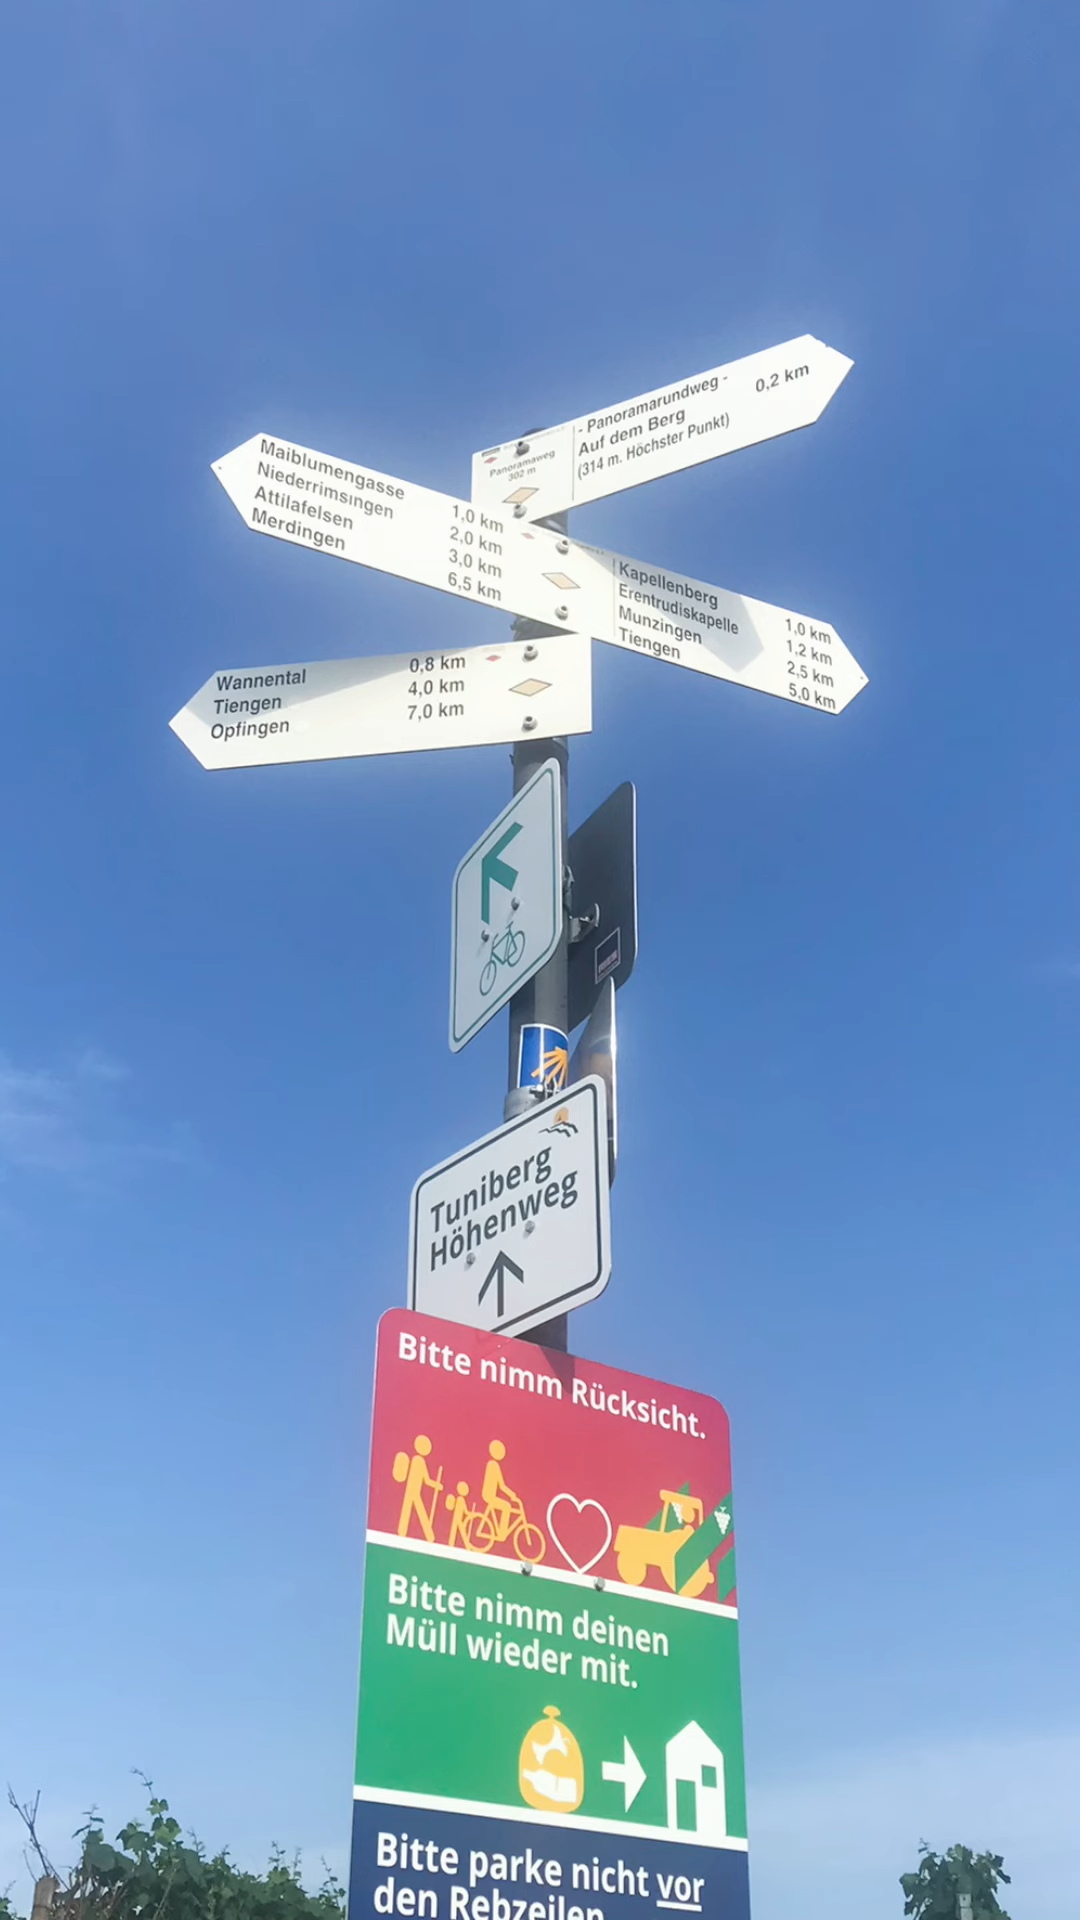 - Panoramarundweg -
Auf dem Berg
(314 m. Höchster Punkt)
0,2 km
Panoramaweg
302 m
Maiblumengasse 1,0 km
Niederrimsingen 2,0 km
Attilafelsen 3,0 km
Merdingen 6,5 km
Kapellenberg 1,0 km
Erentrudiskapelle 1,2 km
Munzingen 2,5 km
Tiengen 5,0 km
Wannental 0,8 km
Tiengen 4,0 km
Opfingen 7,0 km
Tuniberg
Höhenweg
Bitte nimm Rücksicht.
Bitte nimm deinen
Müll wieder mit.
Bitte parke nicht vor
den Rebzeilen